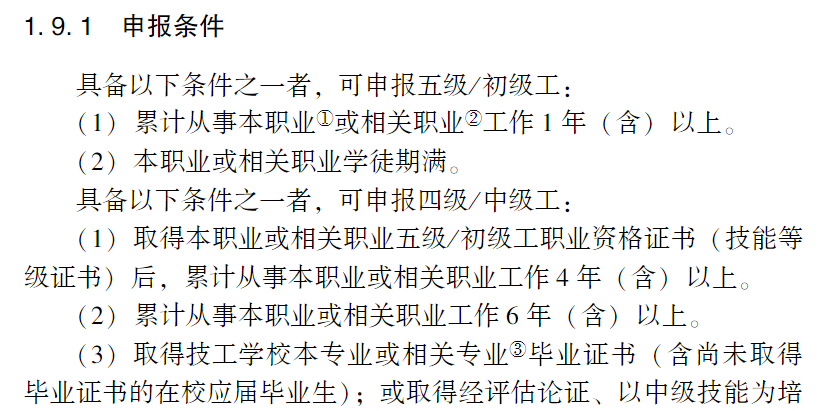 1.9.1 申报条件
具备以下条件之一者，可申报五级/初级工：
（1）累计从事本职业①或相关职业②工作 1 年（含）以上。
（2）本职业或相关职业学徒期满。
具备以下条件之一者，可申报四级/中级工：
（1）取得本职业或相关职业五级/初级工职业资格证书（技能等
级证书）后，累计从事本职业或相关职业工作 4 年（含）以上。
（2）累计从事本职业或相关职业工作 6 年（含）以上。
（3）取得技工学校本专业或相关专业③毕业证书（含尚未取得
毕业证书的在校应届毕业生）；或取得经评估论证、以中级技能为培